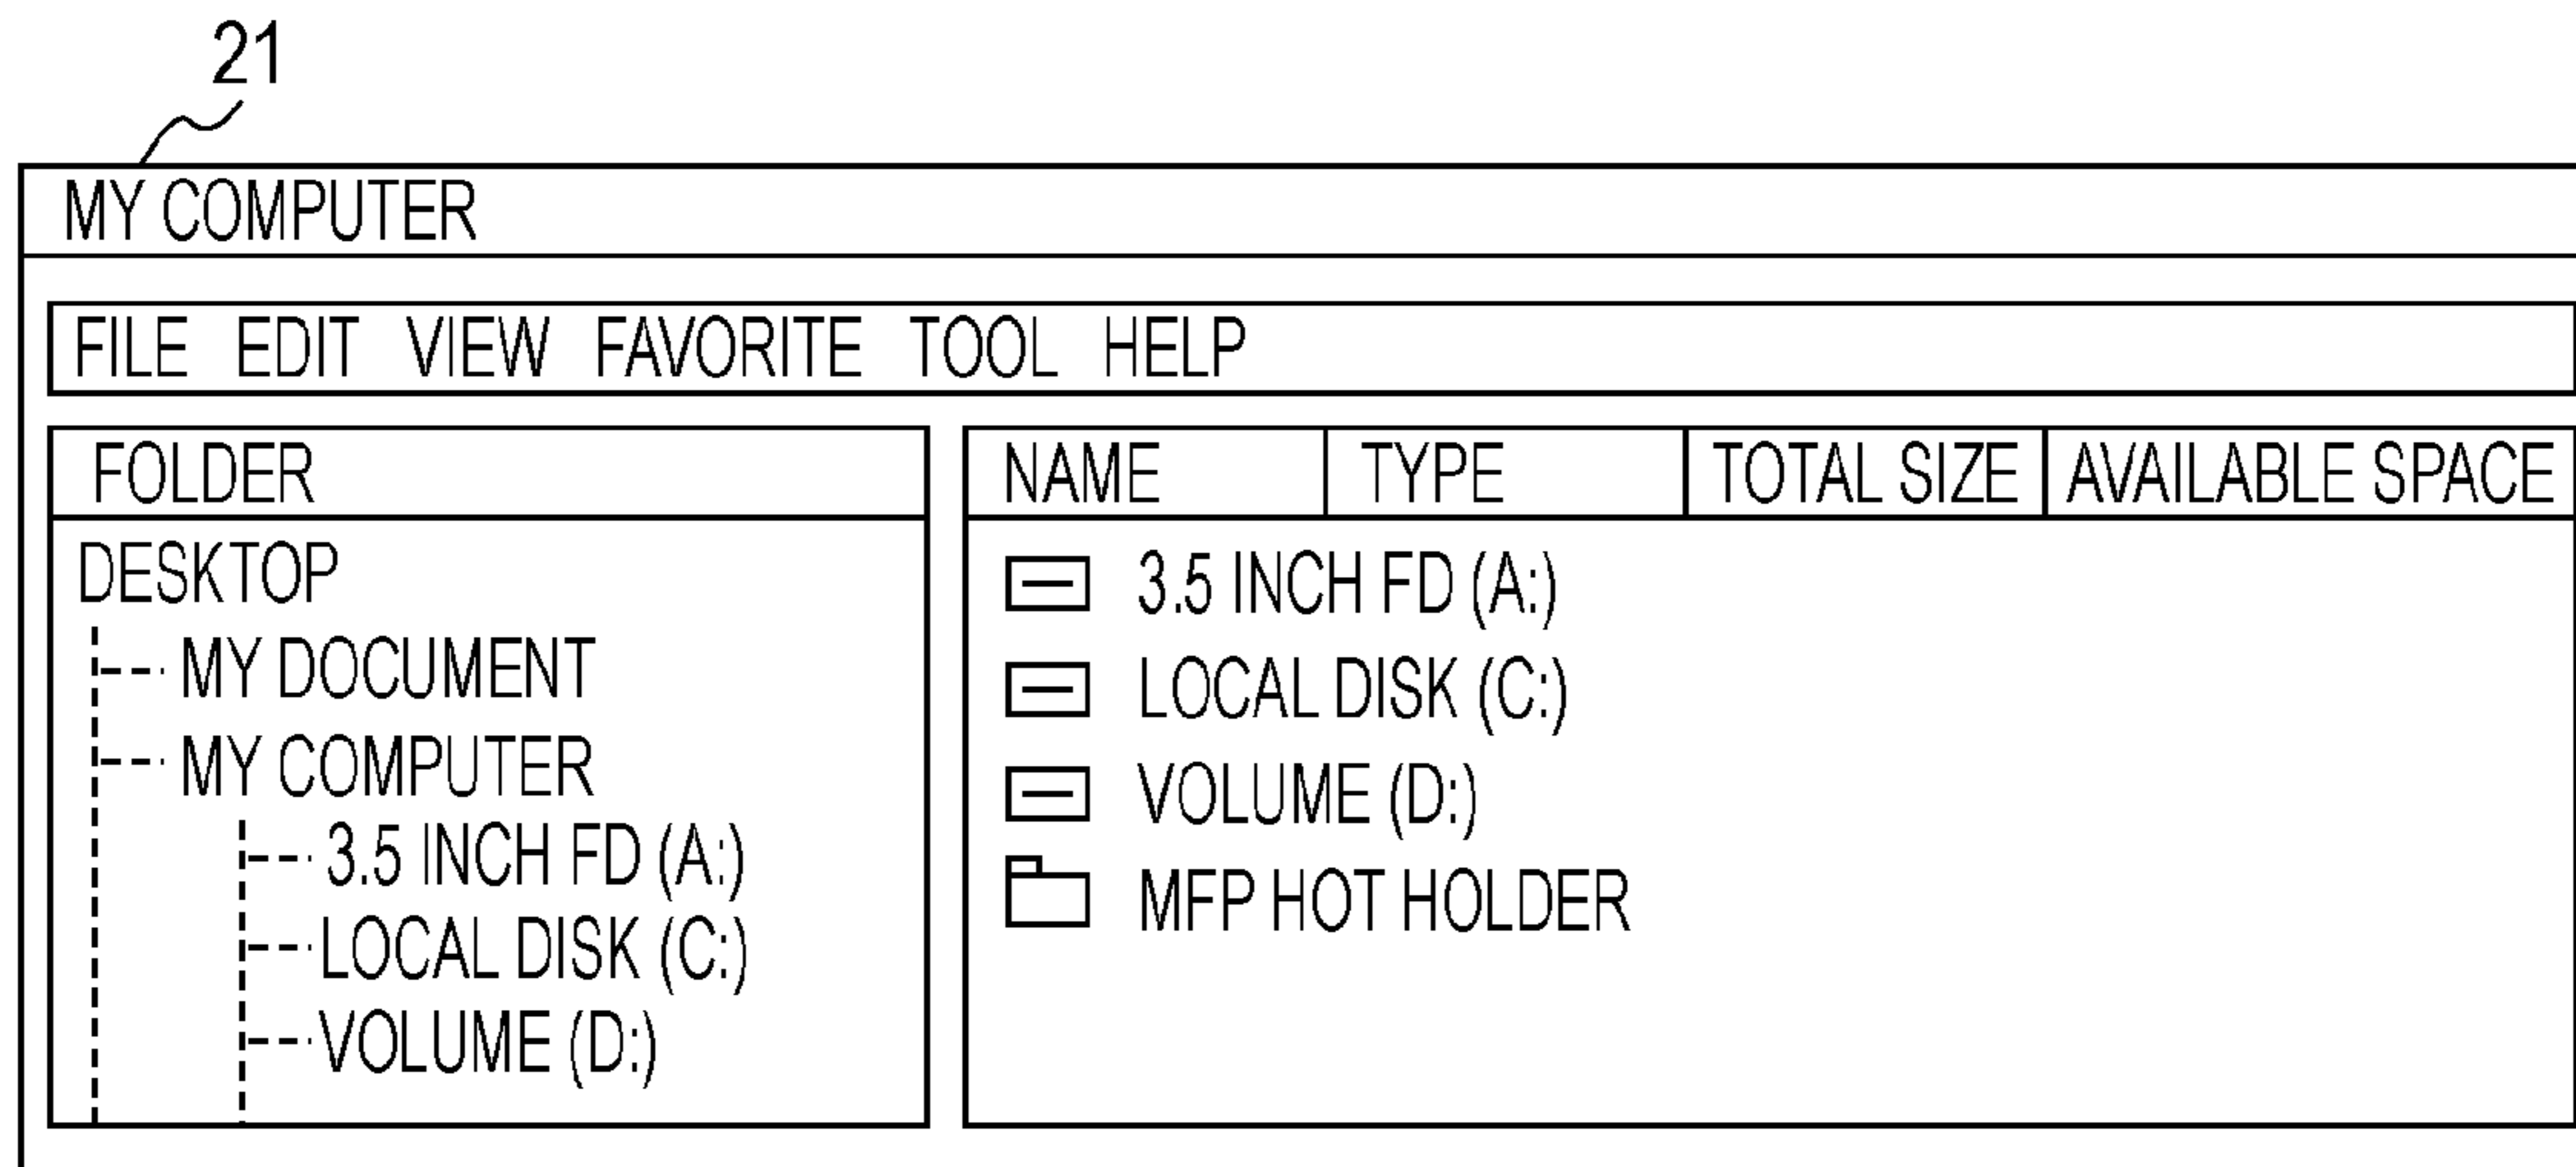 21
MY COMPUTER
FILE EDIT VIEW FAVORITE TOOL HELP
FOLDER
DESKTOP
MY DOCUMENT
MY COMPUTER
3.5 INCH FD (A:)
LOCAL DISK (C:)
VOLUME (D:)
NAME TYPE TOTAL SIZE AVAILABLE SPACE
3.5 INCH FD (A:)
LOCAL DISK (C:)
VOLUME (D:)
MFP HOT HOLDER